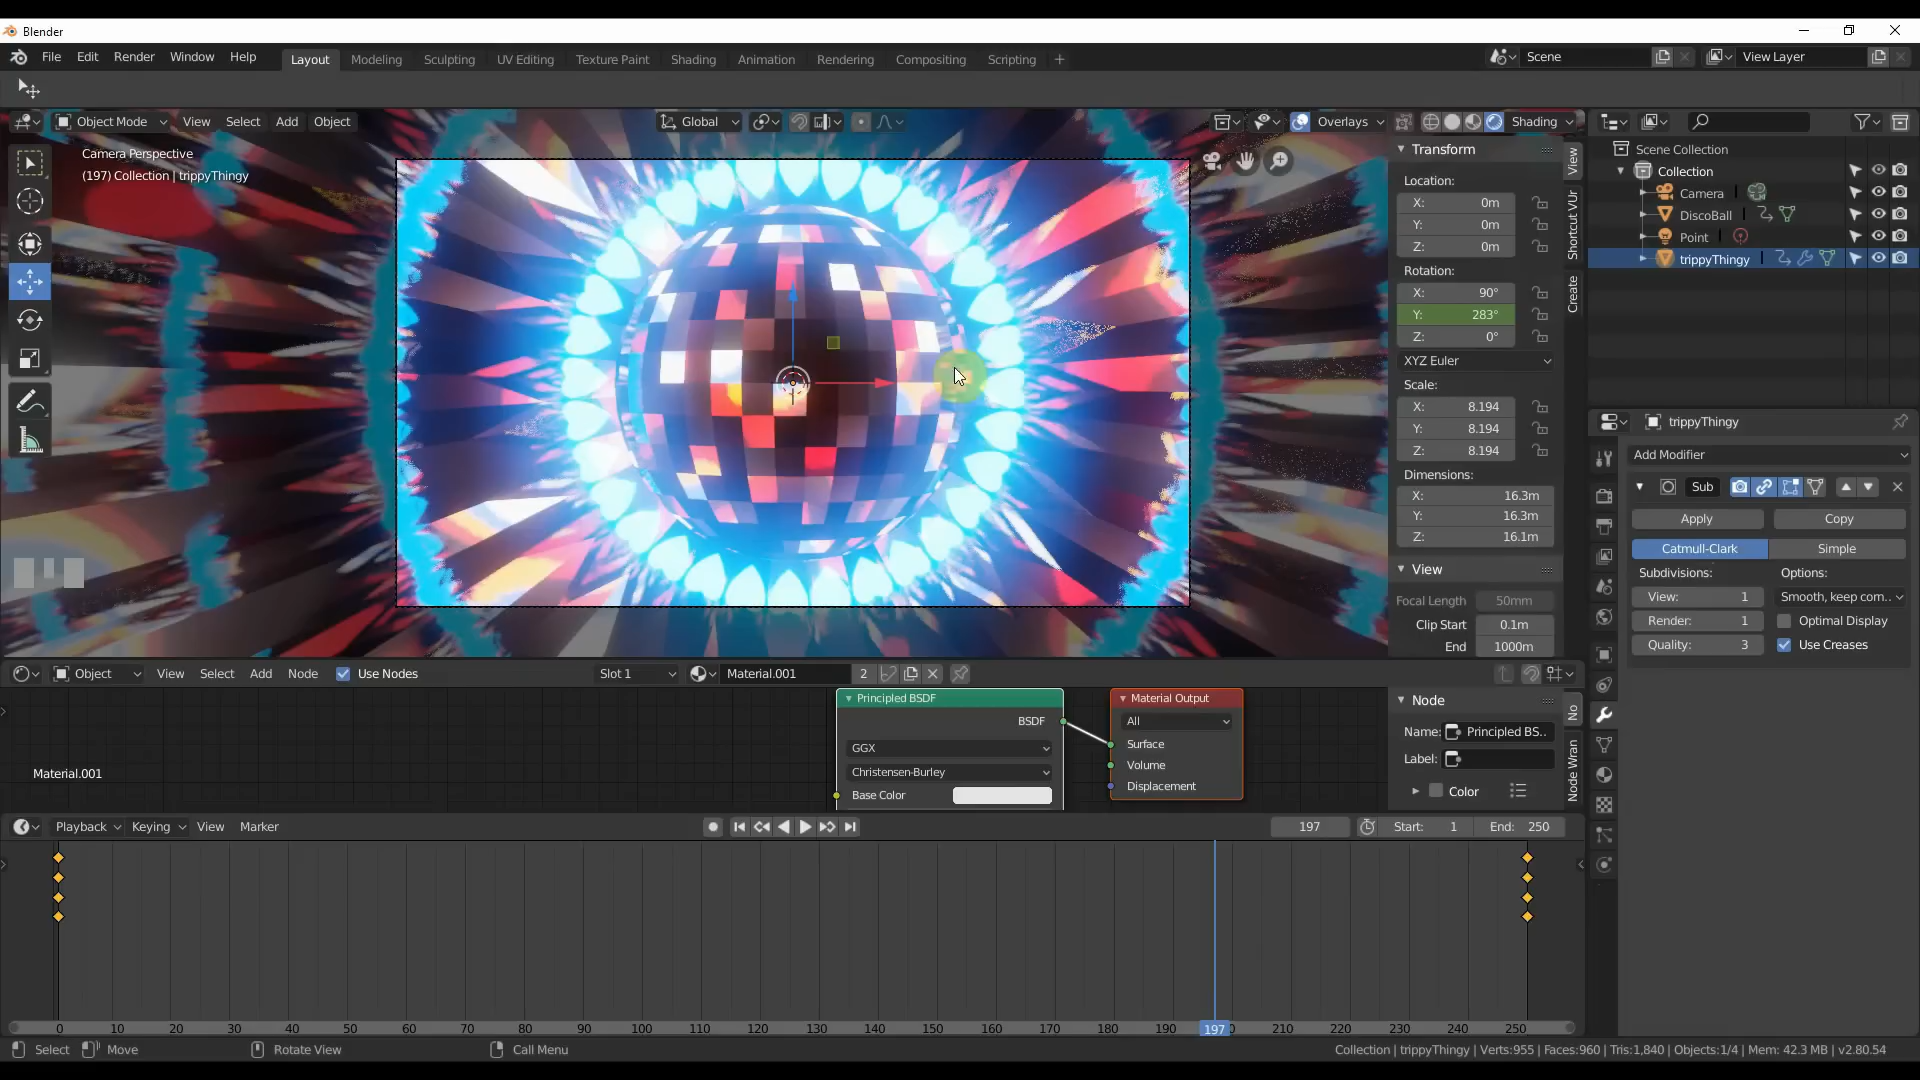 Blender
File Edit Render Window Help Layout Modeling Sculpting UV Editing Texture Paint Shading Animation Rendering Compositing Scripting + Scene View Layer
Object Mode View Select Add Object Global Overlays Shading
Camera Perspective
(197) Collection | trippyThingy
Transform
Location:
X: 0m
Y: 0m
Z: 0m
Rotation:
X: 90°
Y: 283°
Z: 0°
XYZ Euler
Scale:
X: 8.194
Y: 8.194
Z: 8.194
Dimensions:
X: 16.3m
Y: 16.3m
Z: 16.1m
View
Focal Length 50mm
Clip Start 0.1m
End 1000m
View
Shortcut VUr
Create
Scene Collection
Collection
Camera
DiscoBall
Point
trippyThingy
trippyThingy
Add Modifier
Sub
Apply Copy
Catmull-Clark Simple
Subdivisions: Options:
View: 1 Smooth, keep corn..
Render: 1 Optimal Display
Quality: 3 Use Creases
Object View Select Add Node Use Nodes Slot 1 Material.001 2
Principled BSDF
BSDF
GGX
Christensen-Burley
Base Color
Material Output
All
Surface
Volume
Displacement
Material.001
Node
Name: Principled BS..
Label:
Color
No
Node Wran
Playback Keying View Marker 197 Start: 1 End: 250
0 10 20 30 40 50 60 70 80 90 100 110 120 130 140 150 160 170 180 190 197 210 220 230 240 250
Select Move Rotate View Call Menu Collection | trippyThingy | Verts:955 | Faces:960 | Tris:1,840 | Objects:1/4 | Mem: 42.3 MB | v2.80.54